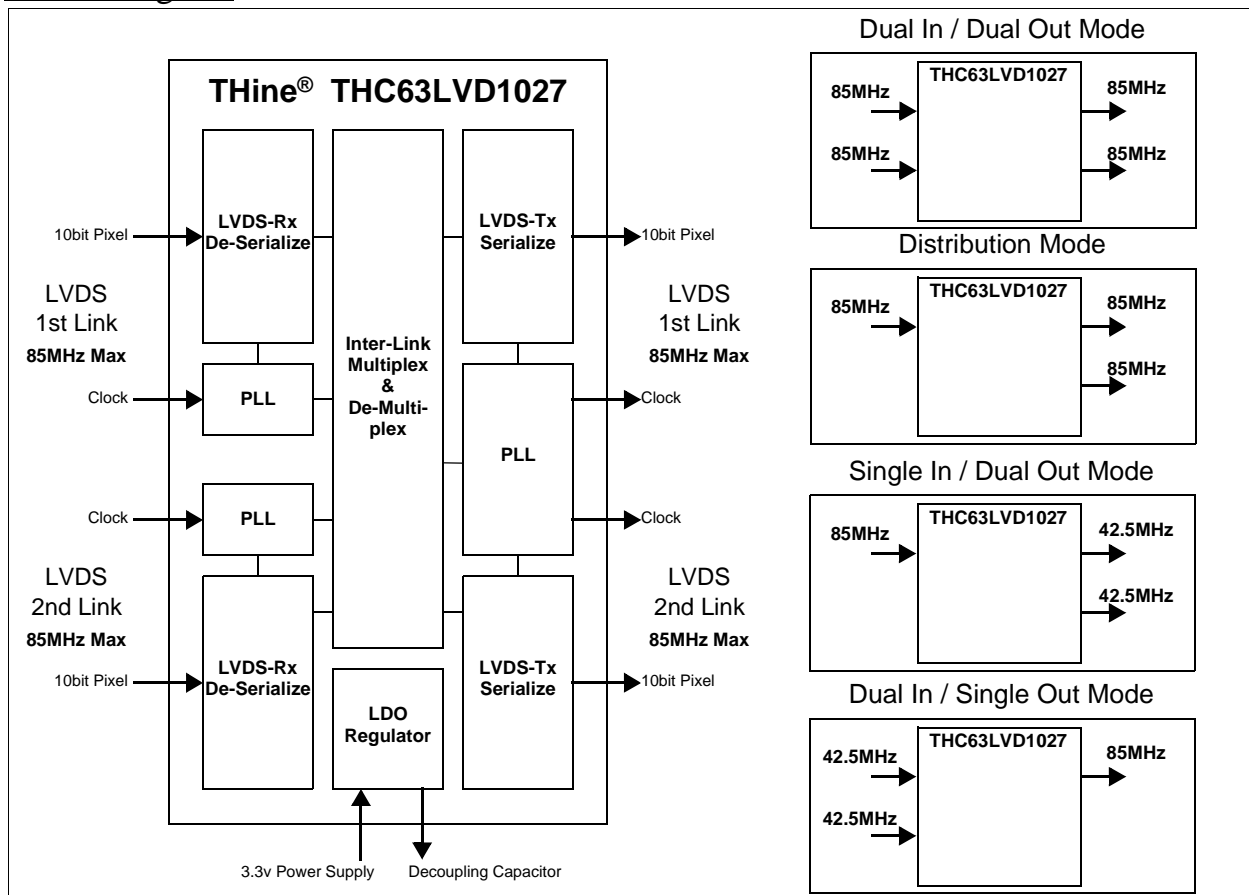 THine® THC63LVD1027
LVDS-Rx
De-Serialize
Inter-Link
Multiplex
&
De-Multi-
plex
LVDS-Tx
Serialize
10bit Pixel
10bit Pixel
LVDS
1st Link
85MHz Max
LVDS
1st Link
85MHz Max
Clock
PLL
PLL
Clock
Clock
PLL
Clock
LVDS
2nd Link
85MHz Max
LVDS
2nd Link
85MHz Max
10bit Pixel
LVDS-Rx
De-Serialize
LDO
Regulator
LVDS-Tx
Serialize
10bit Pixel
3.3v Power Supply
Decoupling Capacitor
Dual In / Dual Out Mode
THC63LVD1027
85MHz
85MHz
85MHz
85MHz
Distribution Mode
THC63LVD1027
85MHz
85MHz
85MHz
Single In / Dual Out Mode
THC63LVD1027
85MHz
42.5MHz
42.5MHz
Dual In / Single Out Mode
THC63LVD1027
42.5MHz
85MHz
42.5MHz